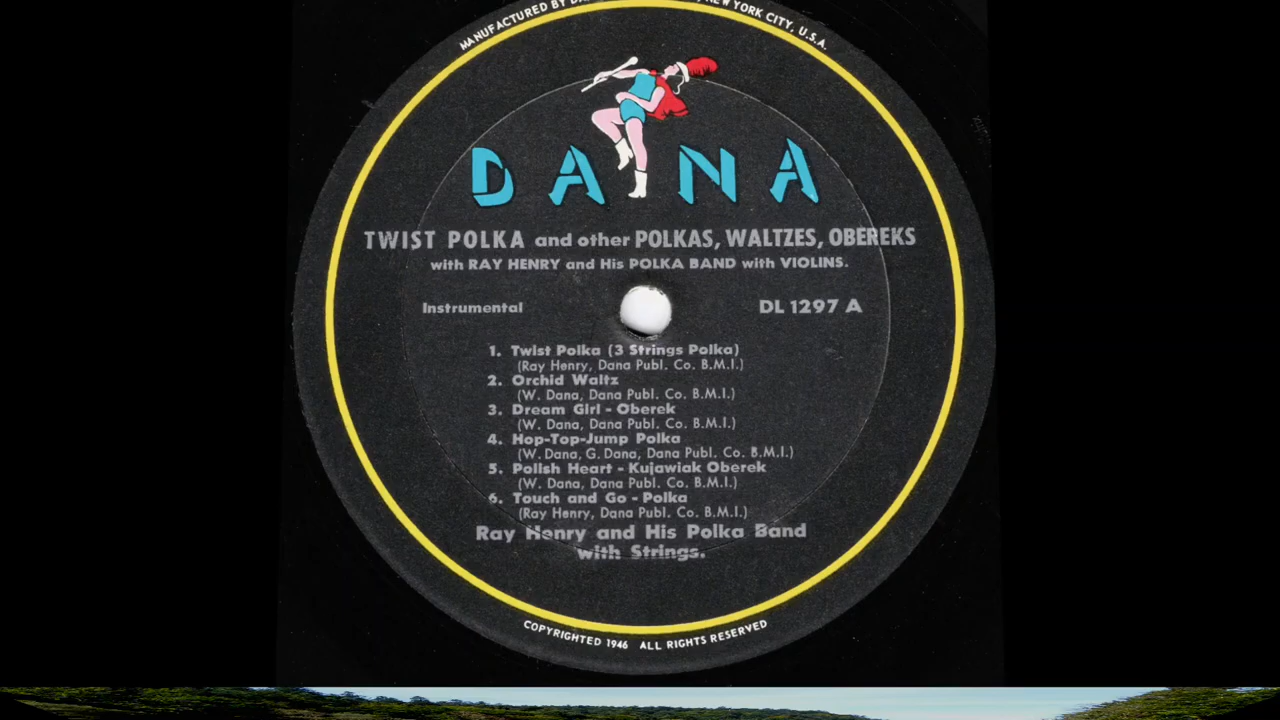 MANUFACTURED BY
NEW YORK CITY, U.S.A.
DANA
TWIST POLKA and other POLKAS, WALTZES, OBEREKS
with RAY HENRY and His POLKA BAND with VIOLINS.
Instrumental DL 1297 A
1. Twist Polka (3 Strings Polka)
(Ray Henry, Dana Publ. Co. B.M.I.)
2. Orchid Waltz
(W. Dana, Dana Publ. Co. B.M.I.)
3. Dream Girl - Oberek
(W. Dana, Dana Publ. Co. B.M.I.)
4. Hop-Top-Jump Polka
(W. Dana, G. Dana, Dana Publ. Co. B.M.I.)
5. Polish Heart - Kujawiak Oberek
(W. Dana, Dana Publ. Co. B.M.I.)
6. Touch and Go - Polka
(Ray Henry, Dana Publ. Co. B.M.I.)
Ray Henry and His Polka Band
with Strings.
COPYRIGHTED 1946 ALL RIGHTS RESERVED